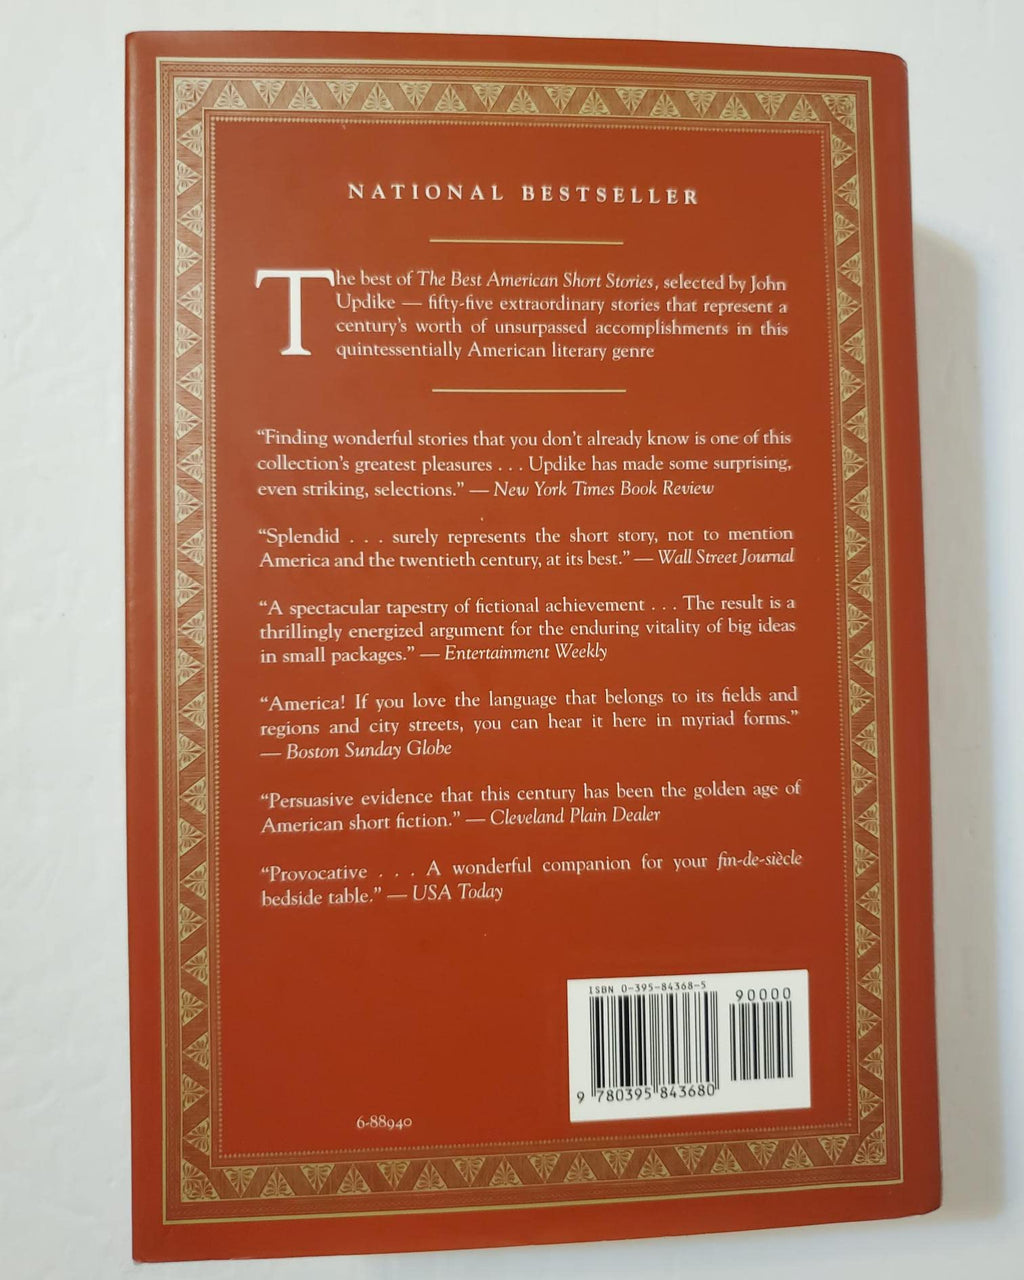 NATIONAL BESTSELLER
The best of The Best American Short Stories, selected by John
Updike — fifty-five extraordinary stories that represent a
century's worth of unsurpassed accomplishments in this
quintessentially American literary genre
“Finding wonderful stories that you don't already know is one of this
collection's greatest pleasures . . . Updike has made some surprising,
even striking, selections.” — New York Times Book Review
“Splendid . . . surely represents the short story, not to mention
America and the twentieth century, at its best.” — Wall Street Journal
“A spectacular tapestry of fictional achievement . . . The result is a
thrillingly energized argument for the enduring vitality of big ideas
in small packages.” — Entertainment Weekly
“America! If you love the language that belongs to its fields and
regions and city streets, you can hear it here in myriad forms.”
— Boston Sunday Globe
“Persuasive evidence that this century has been the golden age of
American short fiction.” — Cleveland Plain Dealer
“Provocative . . . A wonderful companion for your fin-de-siècle
bedside table.” — USA Today
ISBN 0-395-84368-5
90000
9 780395 843680
6-88940